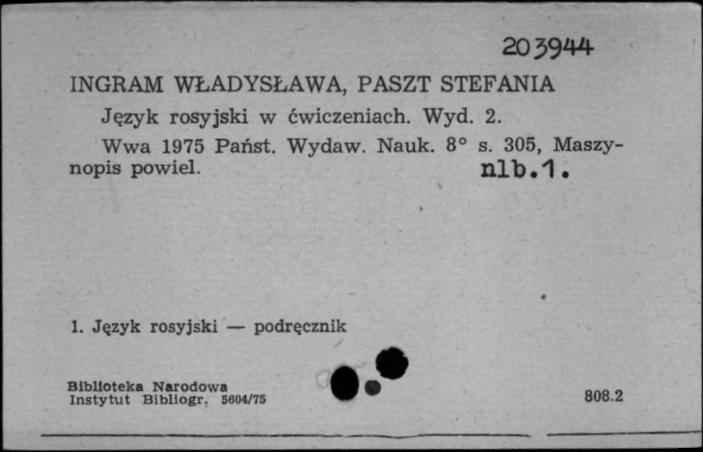 203944
INGRAM WŁADYSŁAWA, PASZT STEFANIA
Język rosyjski w ćwiczeniach. Wyd. 2.
Wwa 1975 Państ. Wydaw. Nauk. 8° s. 305, Maszy-
nopis powiel. nlb.1.
1. Język rosyjski — podręcznik
Biblioteka Narodowa
Instytut Bibliogr. 5604/75
808.2